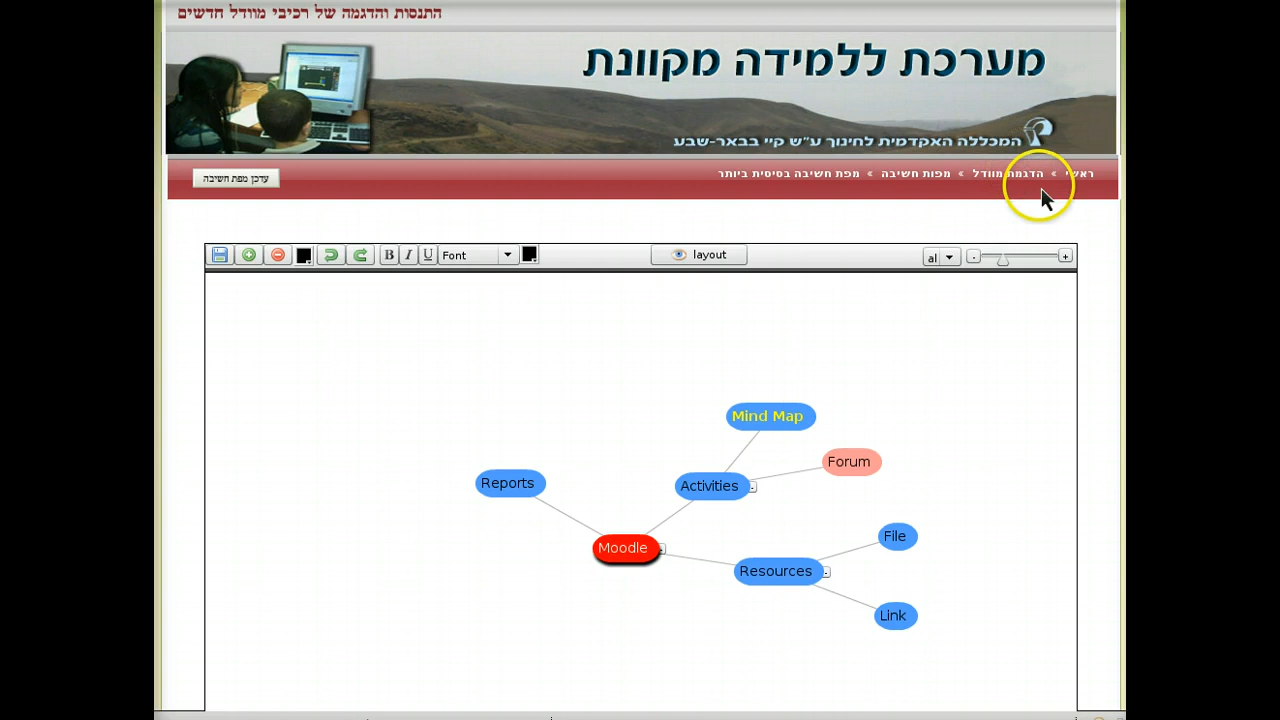 התנסות והדגמה של רכיבי מוודל חדשים
מערכת ללמידה מקוונת
המכללה האקדמית לחינוך ע"ש קיי בבאר-שבע
ראשי » הדגמת מוודל » מפות חשיבה » מפת חשיבה בסיסית ביותר
עדכן מפת חשיבה
B I U Font layout al - +
Mind Map
Forum
Reports
Activities
File
Moodle
Resources
Link